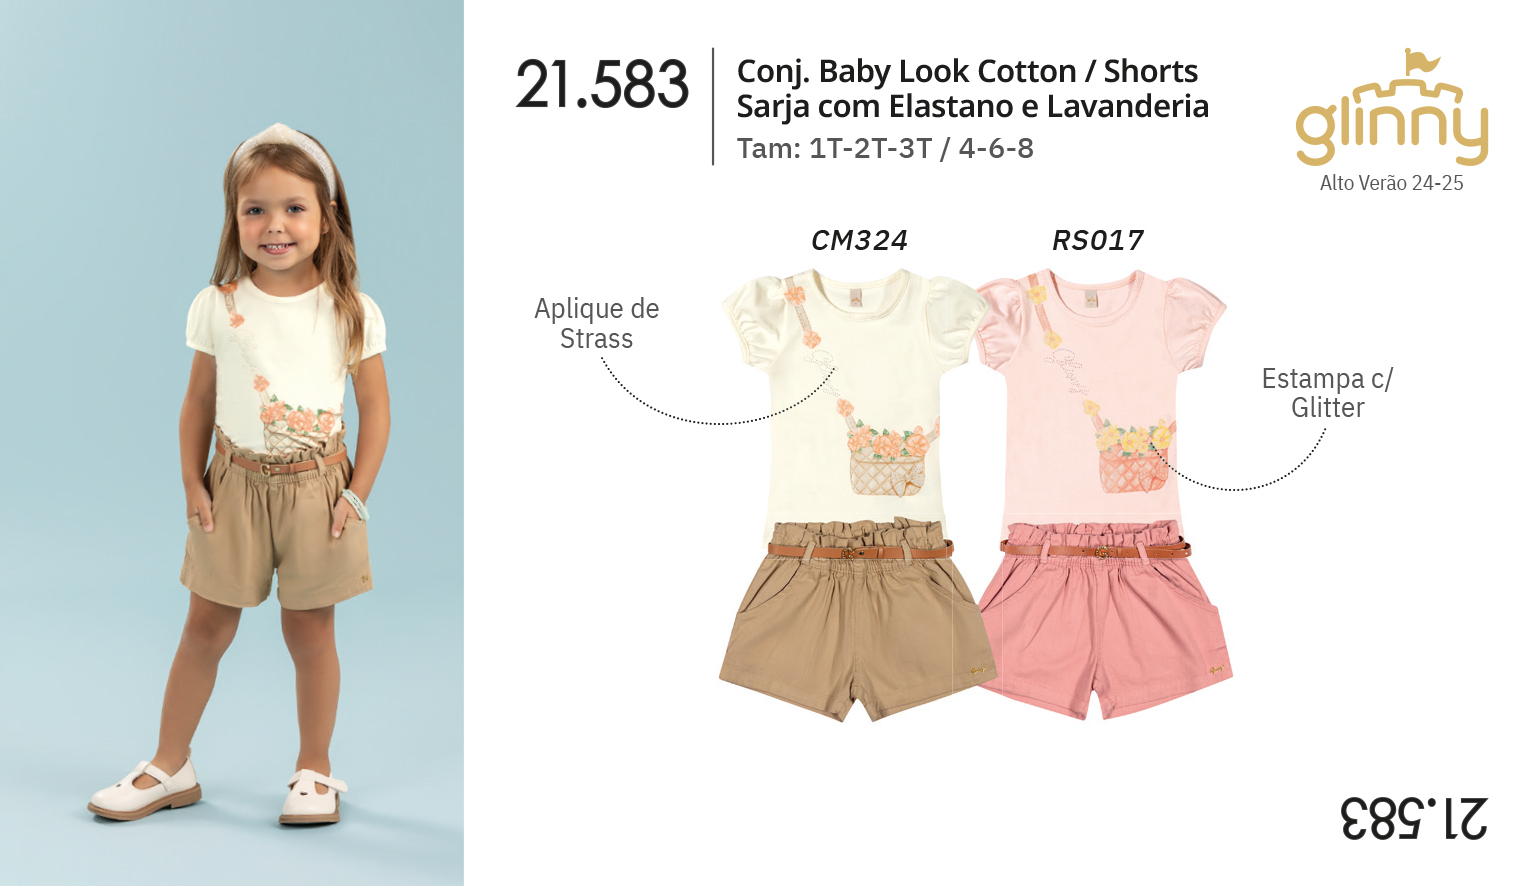 21.583
Conj. Baby Look Cotton / Shorts
Sarja com Elastano e Lavanderia
Tam: 1T-2T-3T / 4-6-8
glinny
Alto Verão 24-25
CM324
RS017
Aplique de
Strass
Estampa c/
Glitter
21.583